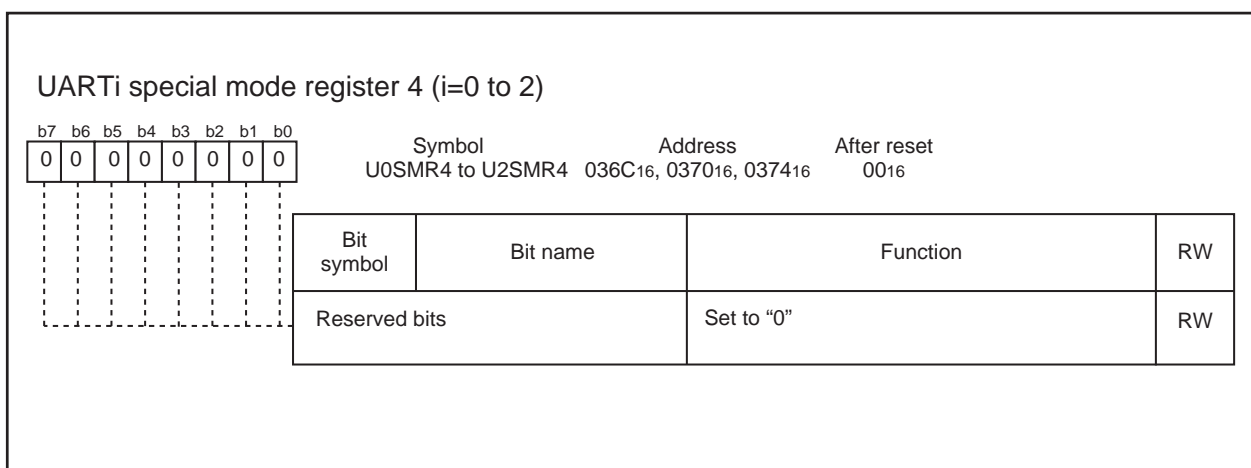 UARTi special mode register 4 (i=0 to 2)
b7 b6 b5 b4 b3 b2 b1 b0
0 0 0 0 0 0 0 0
Symbol Address After reset
U0SMR4 to U2SMR4 036C16, 037016, 037416 0016
Bit symbol Bit name Function RW
Reserved bits Set to “0” RW